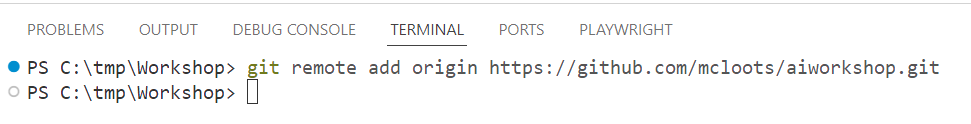 PROBLEMS OUTPUT DEBUG CONSOLE TERMINAL PORTS PLAYWRIGHT
PS C:\tmp\Workshop> git remote add origin https://github.com/mcloots/aiworkshop.git
PS C:\tmp\Workshop>